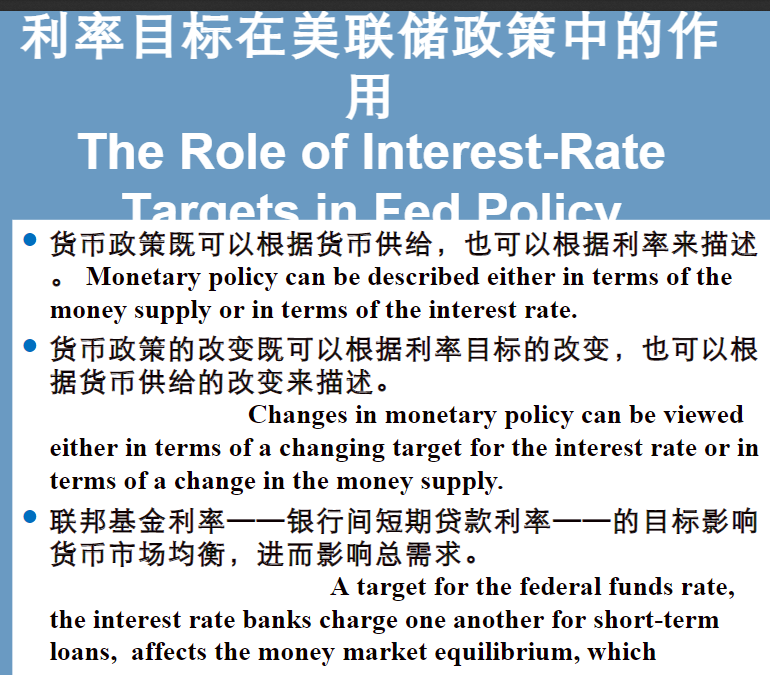 利率目标在美联储政策中的作
用
The Role of Interest-Rate
Targets in Fed Policy
货币政策既可以根据货币供给，也可以根据利率来描述
。 Monetary policy can be described either in terms of the
money supply or in terms of the interest rate.
货币政策的改变既可以根据利率目标的改变，也可以根
据货币供给的改变来描述。
Changes in monetary policy can be viewed
either in terms of a changing target for the interest rate or in
terms of a change in the money supply.
联邦基金利率——银行间短期贷款利率——的目标影响
货币市场均衡，进而影响总需求。
A target for the federal funds rate,
the interest rate banks charge one another for short-term
loans, affects the money market equilibrium, which